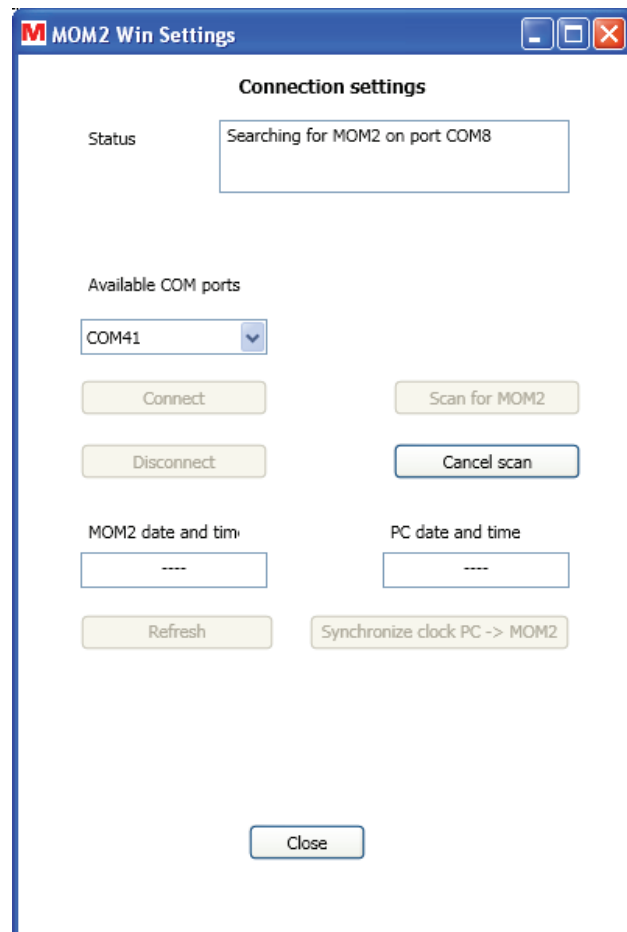 M MOM2 Win Settings
Connection settings
Status
Searching for MOM2 on port COM8
Available COM ports
COM41
Connect
Scan for MOM2
Disconnect
Cancel scan
MOM2 date and tim
PC date and time
----
----
Refresh
Synchronize clock PC -> MOM2
Close